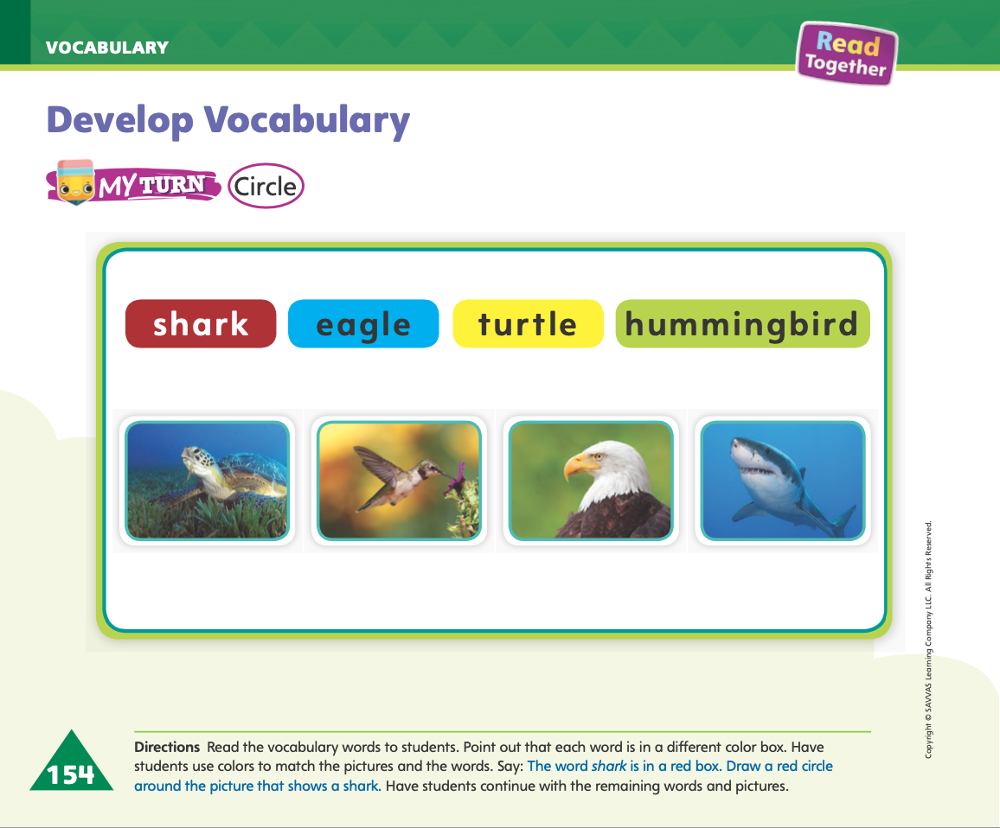 VOCABULARY
Read
Together
Develop Vocabulary
MY TURN Circle
shark eagle turtle hummingbird
Copyright © SAVVAS Learning Company LLC. All Rights Reserved.
Directions Read the vocabulary words to students. Point out that each word is in a different color box. Have
students use colors to match the pictures and the words. Say: The word shark is in a red box. Draw a red circle
around the picture that shows a shark. Have students continue with the remaining words and pictures.
154